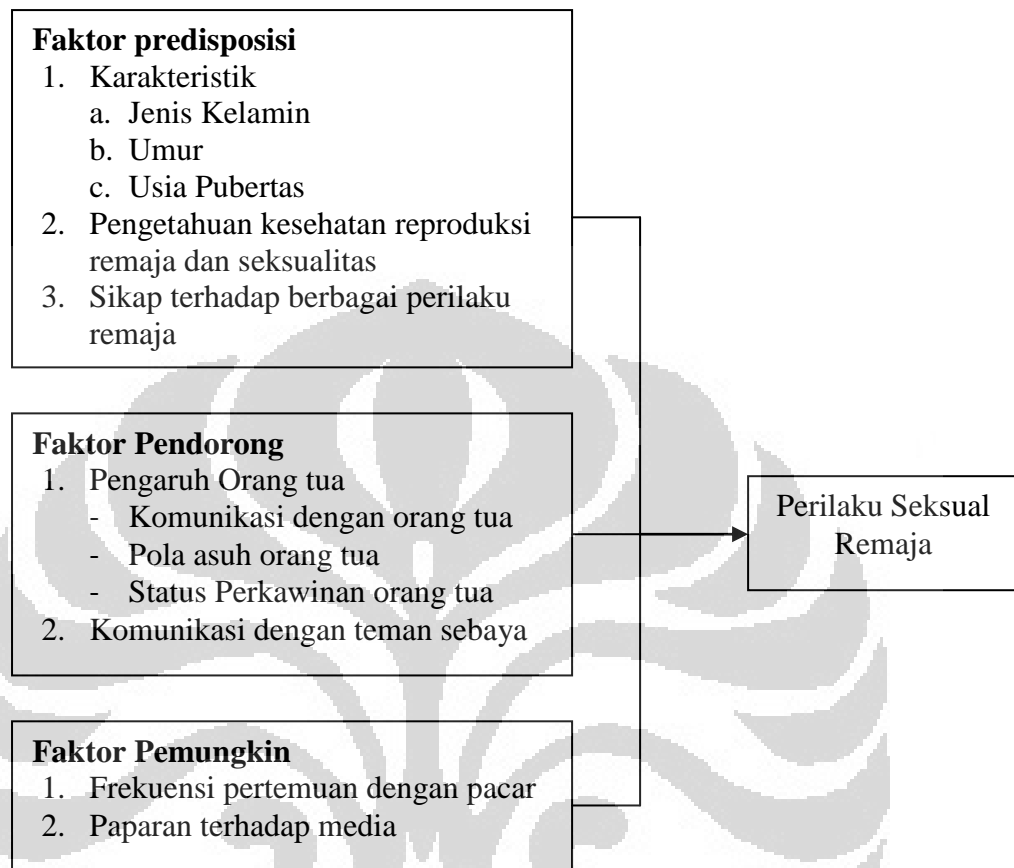 Faktor predisposisi
1. Karakteristik
a. Jenis Kelamin
b. Umur
c. Usia Pubertas
2. Pengetahuan kesehatan reproduksi
remaja dan seksualitas
3. Sikap terhadap berbagai perilaku
remaja
Faktor Pendorong
1. Pengaruh Orang tua
- Komunikasi dengan orang tua
- Pola asuh orang tua
- Status Perkawinan orang tua
2. Komunikasi dengan teman sebaya
Faktor Pemungkin
1. Frekuensi pertemuan dengan pacar
2. Paparan terhadap media
Perilaku Seksual
Remaja